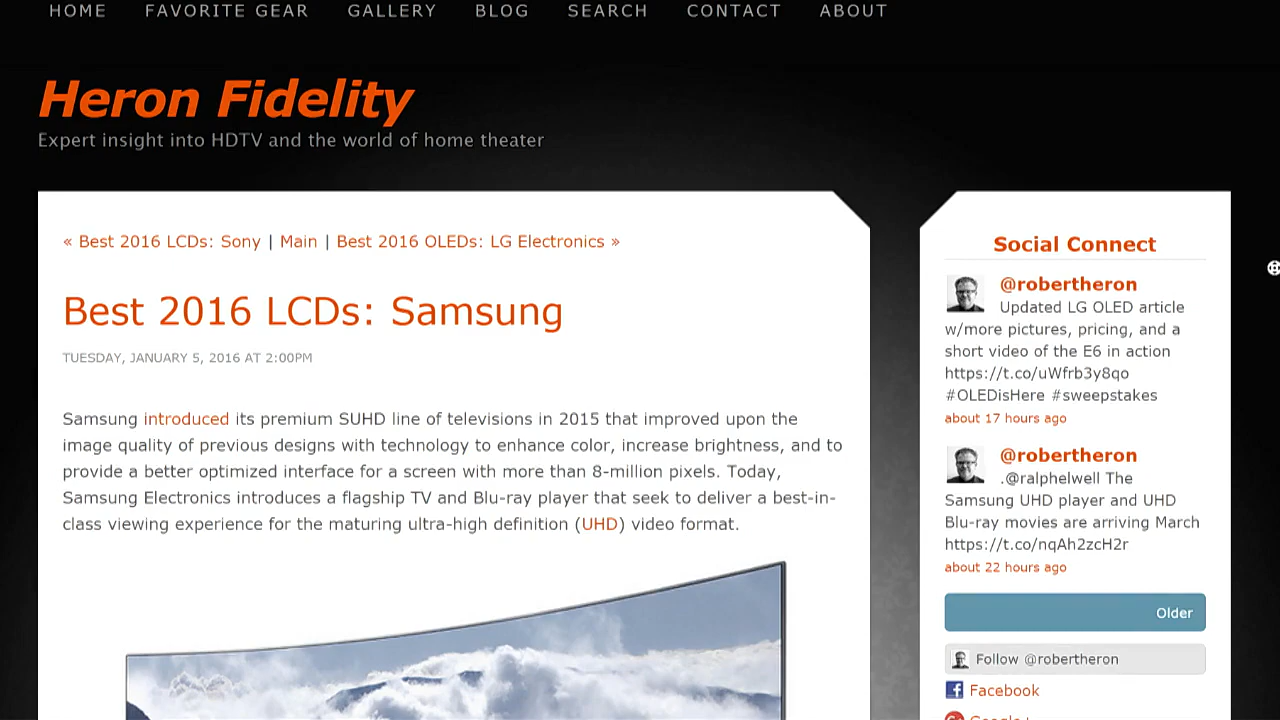 HOME FAVORITE GEAR GALLERY BLOG SEARCH CONTACT ABOUT
Heron Fidelity
Expert insight into HDTV and the world of home theater
« Best 2016 LCDs: Sony | Main | Best 2016 OLEDs: LG Electronics »
Best 2016 LCDs: Samsung
TUESDAY, JANUARY 5, 2016 AT 2:00PM
Samsung introduced its premium SUHD line of televisions in 2015 that improved upon the
image quality of previous designs with technology to enhance color, increase brightness, and to
provide a better optimized interface for a screen with more than 8-million pixels. Today,
Samsung Electronics introduces a flagship TV and Blu-ray player that seek to deliver a best-in-
class viewing experience for the maturing ultra-high definition (UHD) video format.
Social Connect
@robertheron
Updated LG OLED article
w/more pictures, pricing, and a
short video of the E6 in action
https://t.co/uWfrb3y8qo
#OLEDisHere #sweepstakes
about 17 hours ago
@robertheron
.@ralphelwell The
Samsung UHD player and UHD
Blu-ray movies are arriving March
https://t.co/nqAh2zcH2r
about 22 hours ago
Older
Follow @robertheron
Facebook